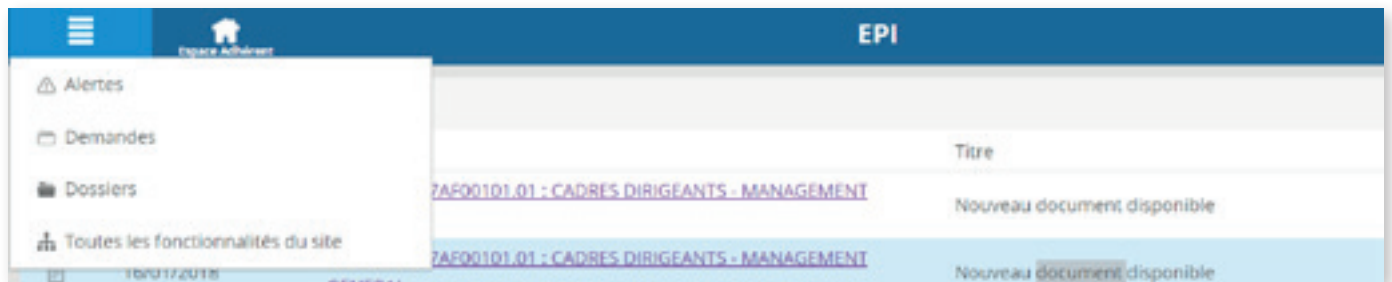 EPI
Espace Adhérent
Alertes
Demandes
Titre
Dossiers
7AF00101.01 : CADRES DIRIGEANTS - MANAGEMENT
Nouveau document disponible
Toutes les fonctionnalités du site
7AF00101.01 : CADRES DIRIGEANTS - MANAGEMENT
16/01/2018
Nouveau document disponible